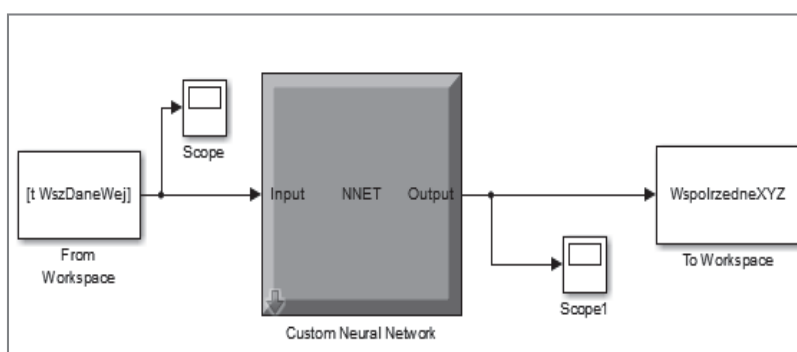 Scope
[t WszDaneWej]
From
Workspace
Input NNET Output
Custom Neural Network
WspolrzedneXYZ
To Workspace
Scope1